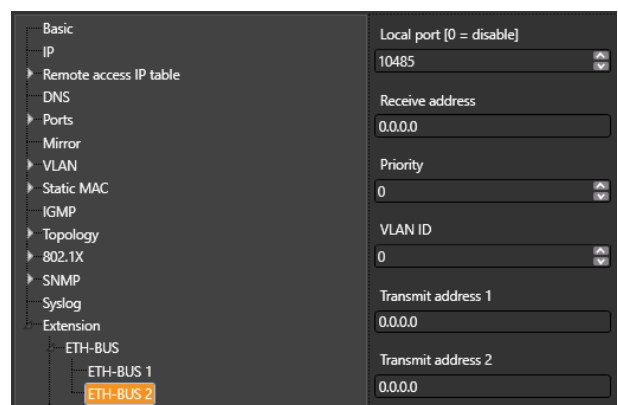 Basic
IP
Remote access IP table
DNS
Ports
Mirror
VLAN
Static MAC
IGMP
Topology
802.1X
SNMP
Syslog
Extension
ETH-BUS
ETH-BUS 1
ETH-BUS 2
Local port [0 = disable]
10485
Receive address
0.0.0.0
Priority
0
VLAN ID
0
Transmit address 1
0.0.0.0
Transmit address 2
0.0.0.0